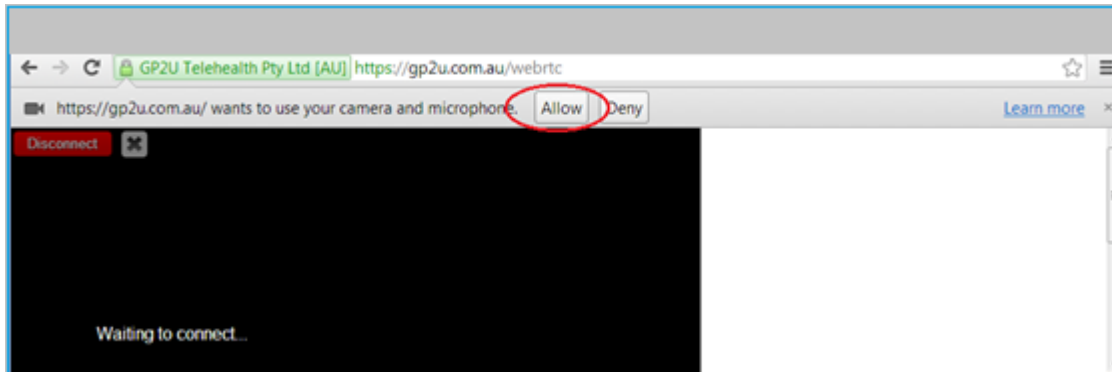 GP2U Telehealth Pty Ltd [AU] https://gp2u.com.au/webrtc
https://gp2u.com.au/ wants to use your camera and microphone. Allow Deny Learn more
Disconnect
Waiting to connect...